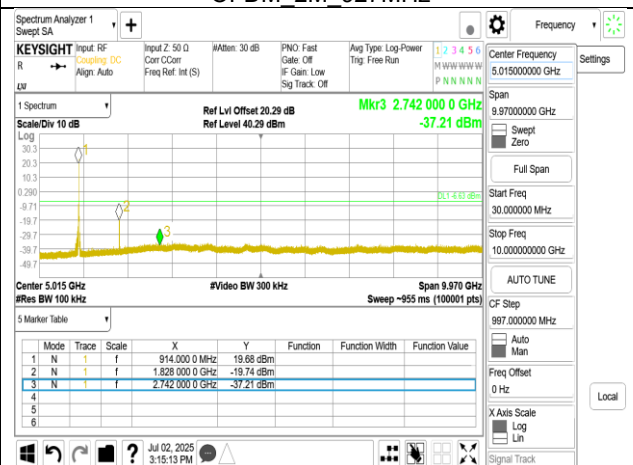 Spectrum Analyzer 1
Swept SA
Frequency
KEYSIGHT
R
LXI
Input: RF
Coupling: DC
Align: Auto
Input Z: 50 Ω
Corr CCorr
Freq Ref: Int (S)
#Atten: 30 dB
PNO: Fast
Gate: Off
IF Gain: Low
Sig Track: Off
Avg Type: Log-Power
Trig: Free Run
1 2 3 4 5 6
M W W W W W
P N N N N N
Center Frequency
5.015000000 GHz
Settings
Span
9.97000000 GHz
Swept
Zero
Full Span
Start Freq
30.000000 MHz
Stop Freq
10.000000000 GHz
AUTO TUNE
CF Step
997.000000 MHz
Auto
Man
Freq Offset
0 Hz
X Axis Scale
Log
Lin
Signal Track
Local
1 Spectrum
Scale/Div 10 dB
Ref Lvl Offset 20.29 dB
Ref Level 40.29 dBm
Mkr3 2.742 000 0 GHz
-37.21 dBm
Log
30.3
20.3
10.3
0.290
-9.71
-19.7
-29.7
-39.7
-49.7
1
2
3
Center 5.015 GHz
#Res BW 100 kHz
#Video BW 300 kHz
Span 9.970 GHz
Sweep ~955 ms (100001 pts)
5 Marker Table
Mode Trace Scale X Y Function Function Width Function Value
1 N 1 f 914.000 0 MHz 19.68 dBm
2 N 1 f 1.828 000 0 GHz -19.74 dBm
3 N 1 f 2.742 000 0 GHz -37.21 dBm
4
5
6
?
Jul 02, 2025
3:15:13 PM